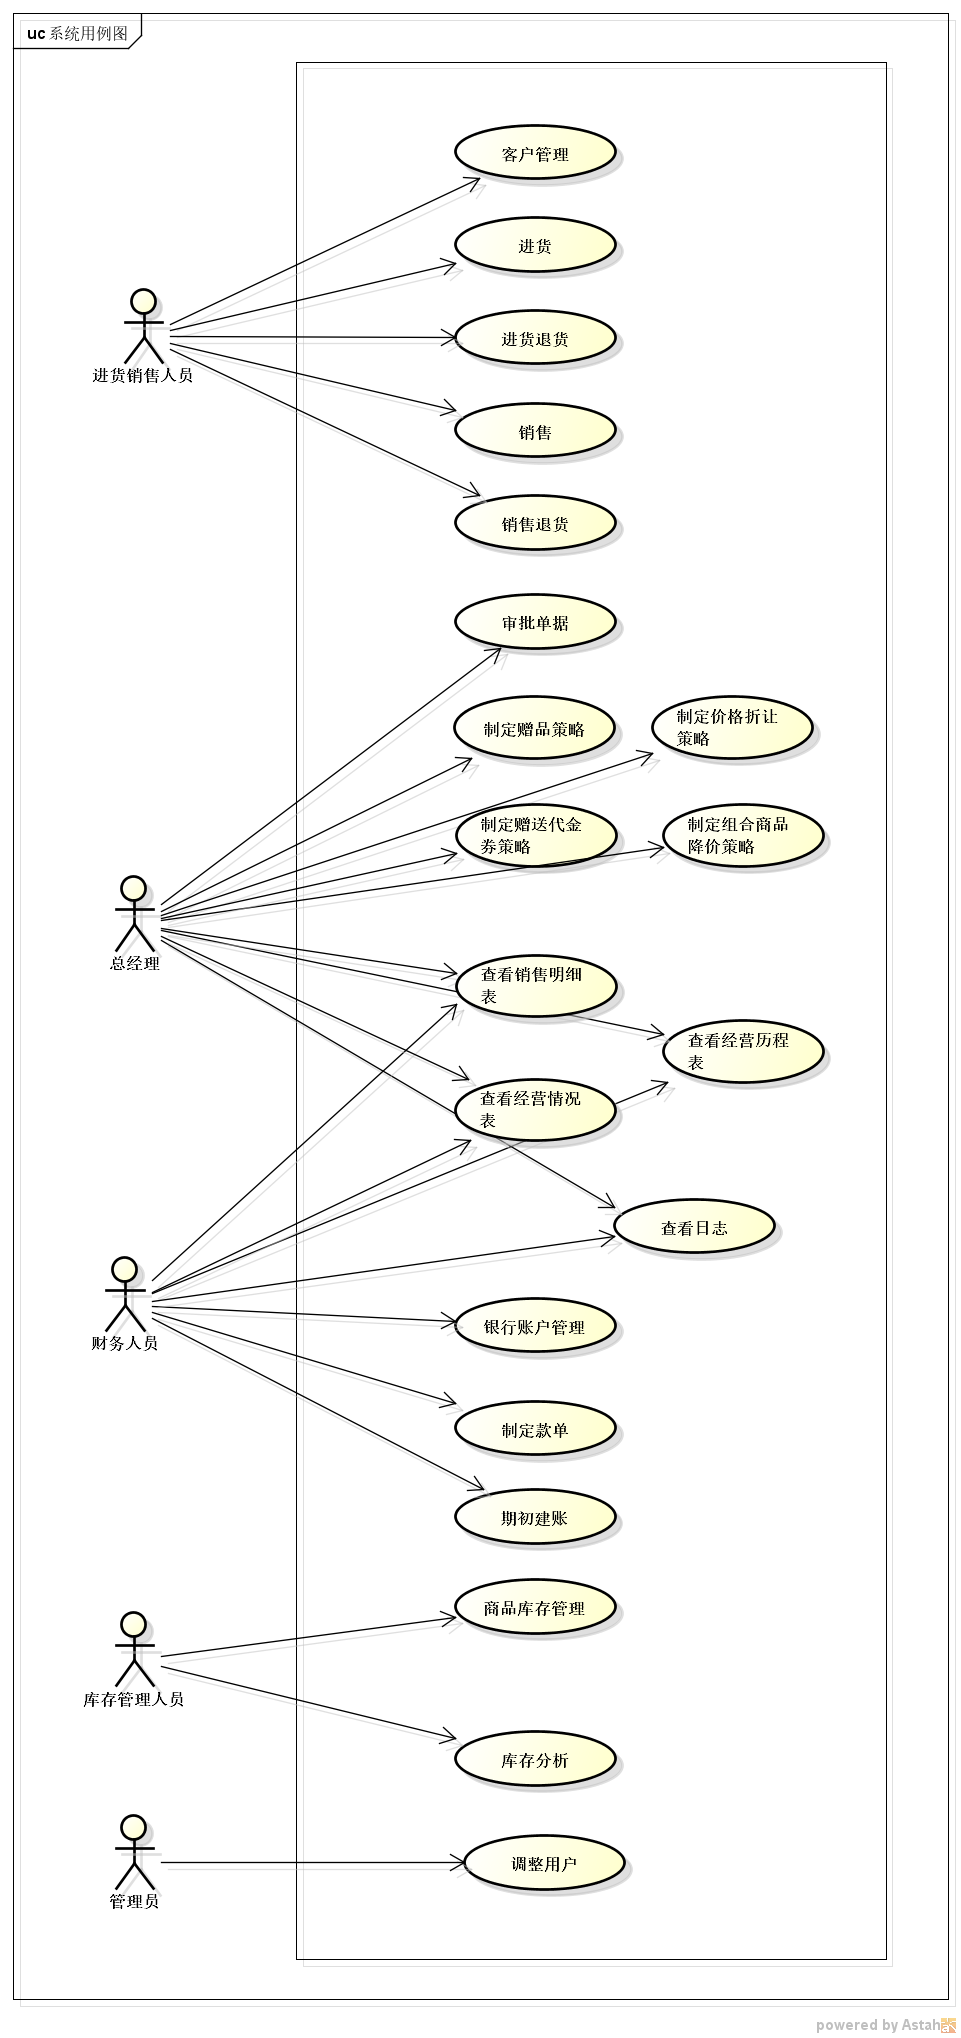 uc 系统用例图
客户管理
进货
进货销售人员
进货退货
销售
销售退货
审批单据
制定赠品策略
制定价格折让
策略
制定赠送代金
券策略
制定组合商品
降价策略
总经理
查看销售明细
表
查看经营历程
表
查看经营情况
表
查看日志
财务人员
银行账户管理
制定款单
期初建账
商品库存管理
库存管理人员
库存分析
调整用户
管理员
powered by Astah